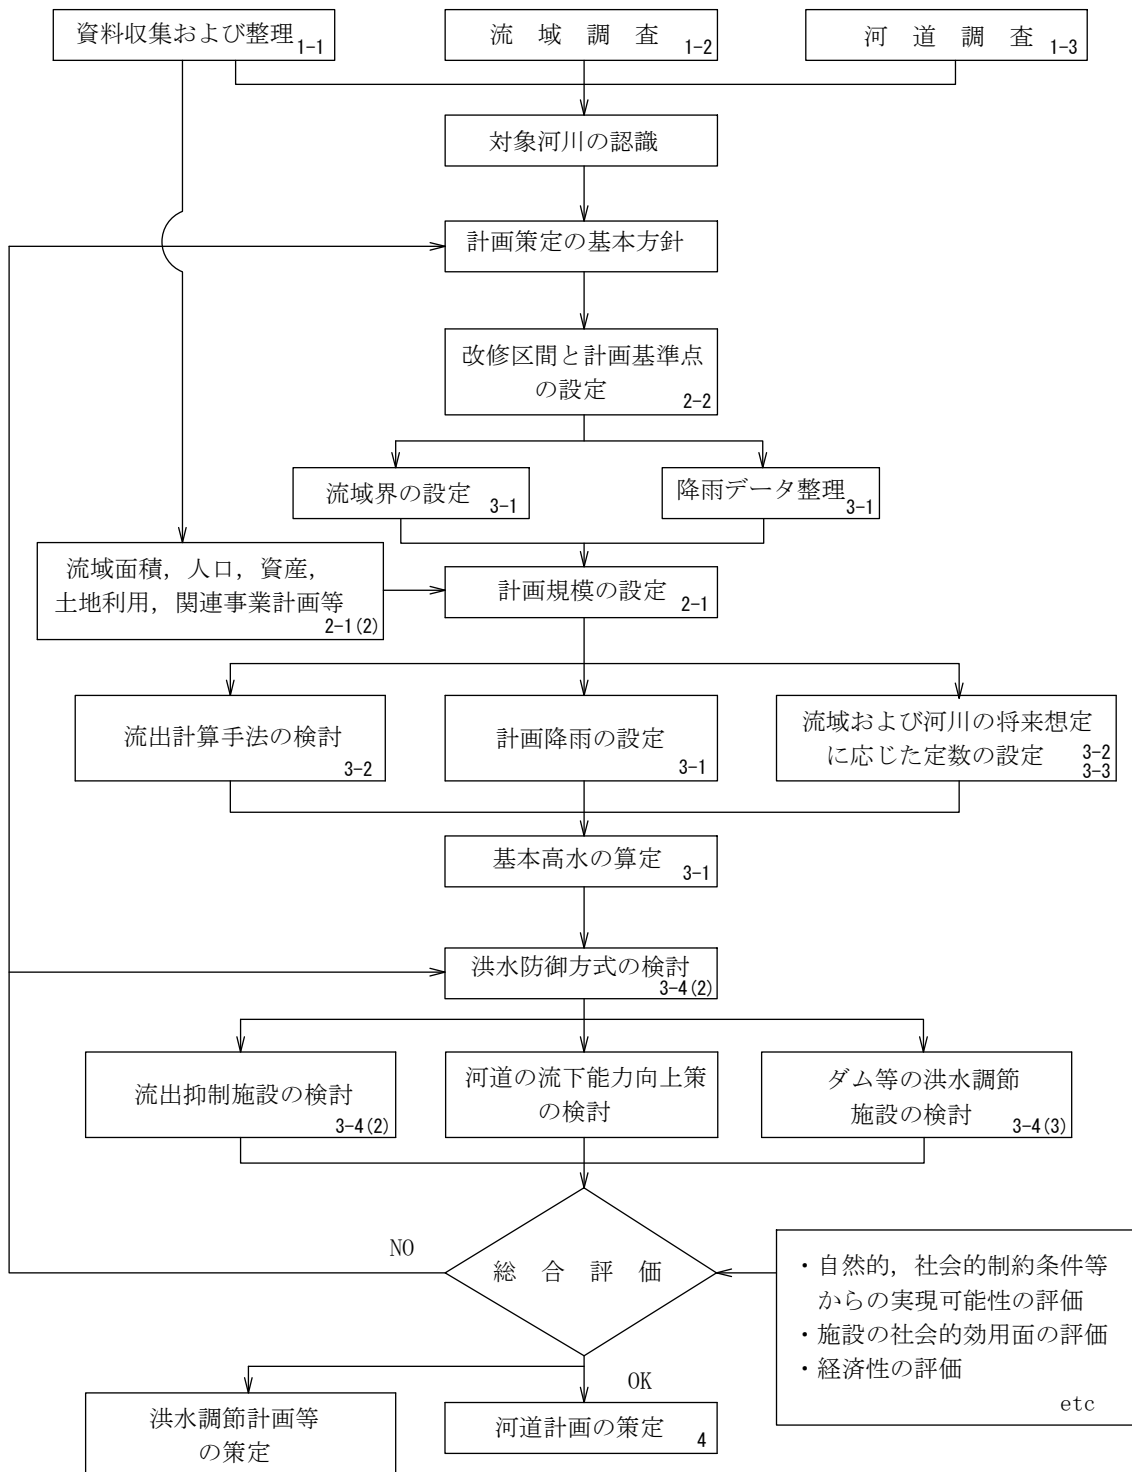 資料収集および整理 1-1
流 域 調 査 1-2
河 道 調 査 1-3
対象河川の認識
計画策定の基本方針
改修区間と計画基準点
の設定
2-2
流域界の設定 3-1
降雨データ整理 3-1
流域面積，人口，資産，
土地利用，関連事業計画等
2-1(2)
計画規模の設定 2-1
流出計算手法の検討
3-2
計画降雨の設定
3-1
流域および河川の将来想定
に応じた定数の設定 3-2
3-3
基本高水の算定 3-1
洪水防御方式の検討
3-4(2)
流出抑制施設の検討
3-4(2)
河道の流下能力向上策
の検討
ダム等の洪水調節
施設の検討 3-4(3)
NO
総 合 評 価
・自然的，社会的制約条件等
からの実現可能性の評価
・施設の社会的効用面の評価
・経済性の評価
etc
OK
洪水調節計画等
の策定
河道計画の策定 4